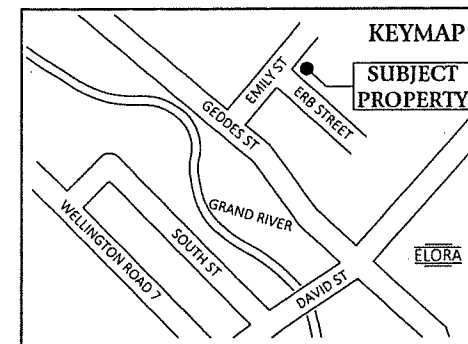 KEYMAP
SUBJECT
PROPERTY
EMILY ST
ERB STREET
GEDDES ST
GRAND RIVER
WELLINGTON ROAD 7
SOUTH ST
ELORA
DAVID ST